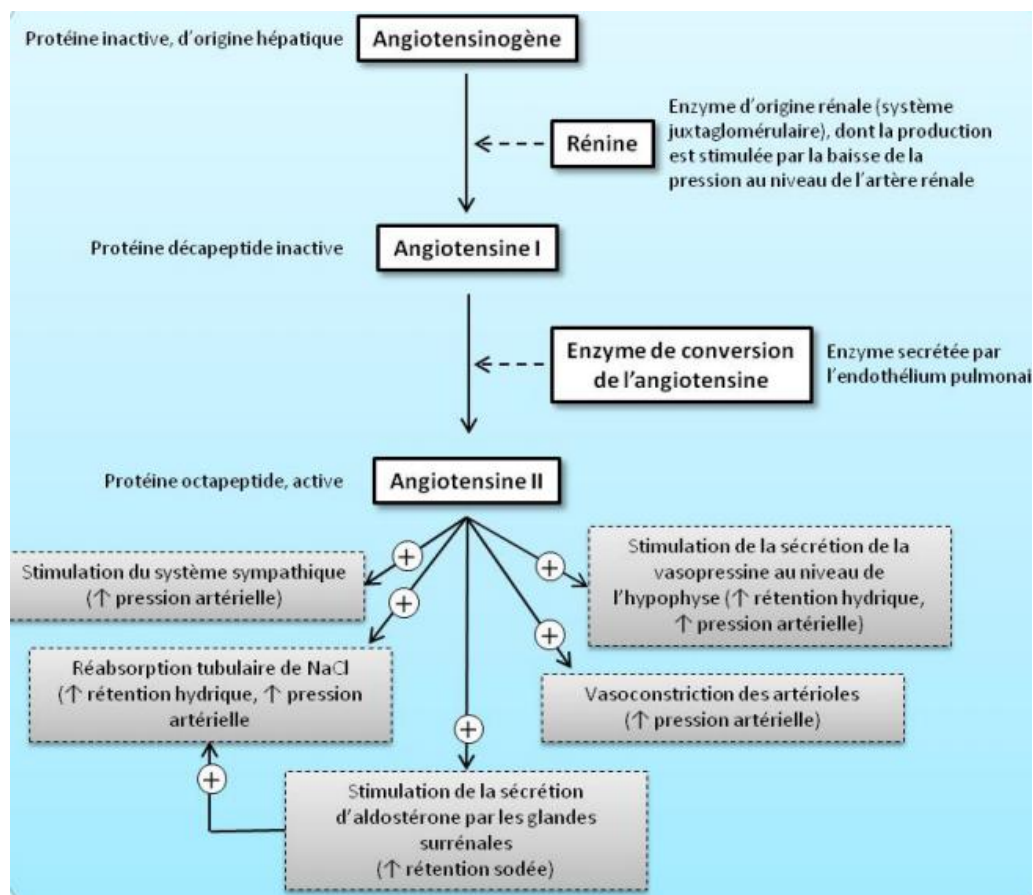 Protéine inactive, d'origine hépatique
Angiotensinogène
Enzyme d'origine rénale (système
juxtaglomérulaire), dont la production
est stimulée par la baisse de la
pression au niveau de l'artère rénale
Rénine
Protéine décapeptide inactive
Angiotensine I
Enzyme de conversion
de l'angiotensine
Enzyme secrétée par
l'endothélium pulmonai
Protéine octapeptide, active
Angiotensine II
+
+
+
+
+
Stimulation du système sympathique
(↑ pression artérielle)
Stimulation de la sécrétion de la
vasopressine au niveau de
l'hypophyse (↑ rétention hydrique,
↑ pression artérielle)
Réabsorption tubulaire de NaCl
(↑ rétention hydrique, ↑ pression
artérielle
Vasoconstriction des artérioles
(↑ pression artérielle)
+
Stimulation de la sécrétion
d'aldostérone par les glandes
surrénales
(↑ rétention sodée)